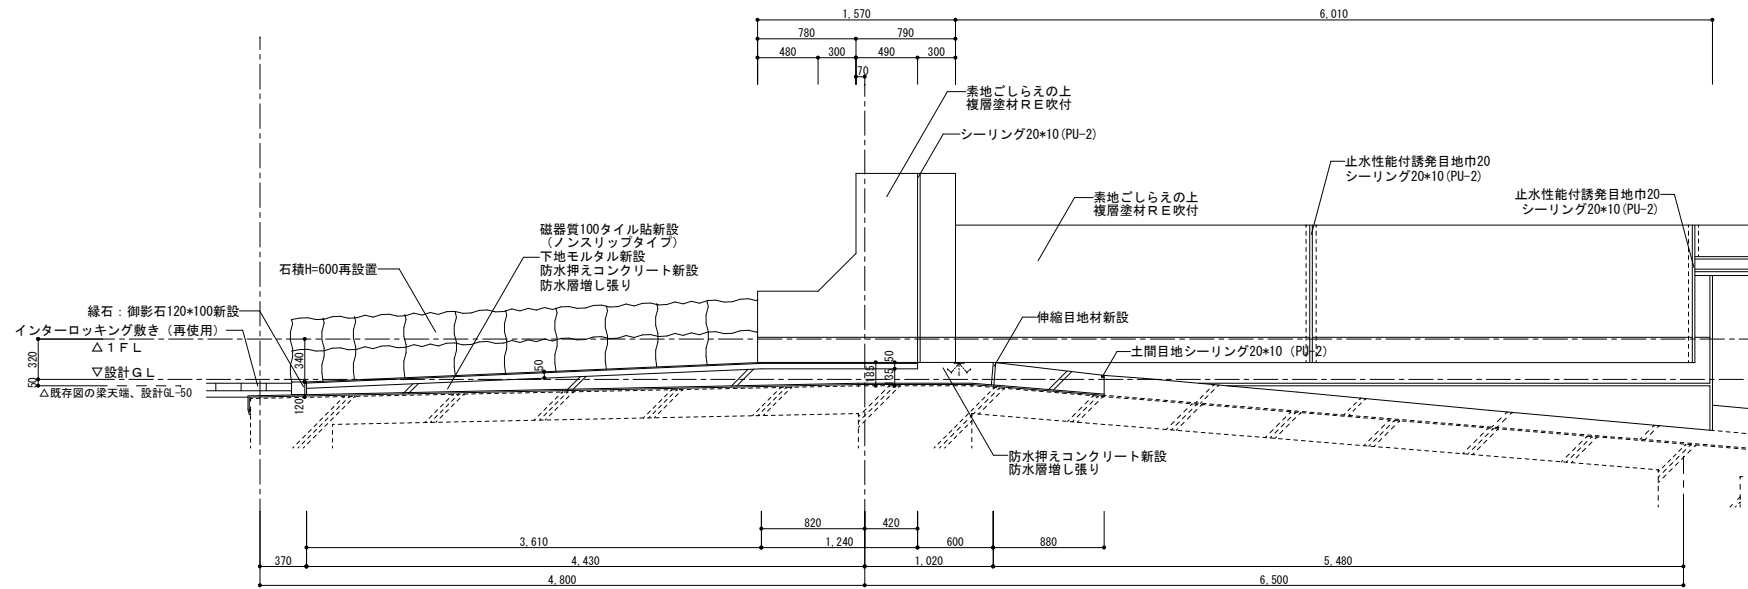 1,570
6,010
780
790
480
300
490
300
70
素地ごしらえの上
複層塗材RE吹付
シーリング20*10(PU-2)
止水性能付誘発目地巾20
シーリング20*10(PU-2)
止水性能付誘発目地巾20
シーリング20*10(PU-2)
素地ごしらえの上
複層塗材RE吹付
磁器質100タイル貼新設
(ノンスリップタイプ)
下地モルタル新設
防水押えコンクリート新設
防水層増し張り
石積H=600再設置
縁石:御影石120*100新設
インターロッキング敷き(再使用)
△1FL
▽設計GL
△既存図の梁天端、設計GL-50
320
50
340
120
50
185
50
135
伸縮目地材新設
土間目地シーリング20*10 (PU-2)
防水押えコンクリート新設
防水層増し張り
820
420
3,610
1,240
600
880
370
4,430
1,020
5,480
4,800
6,500